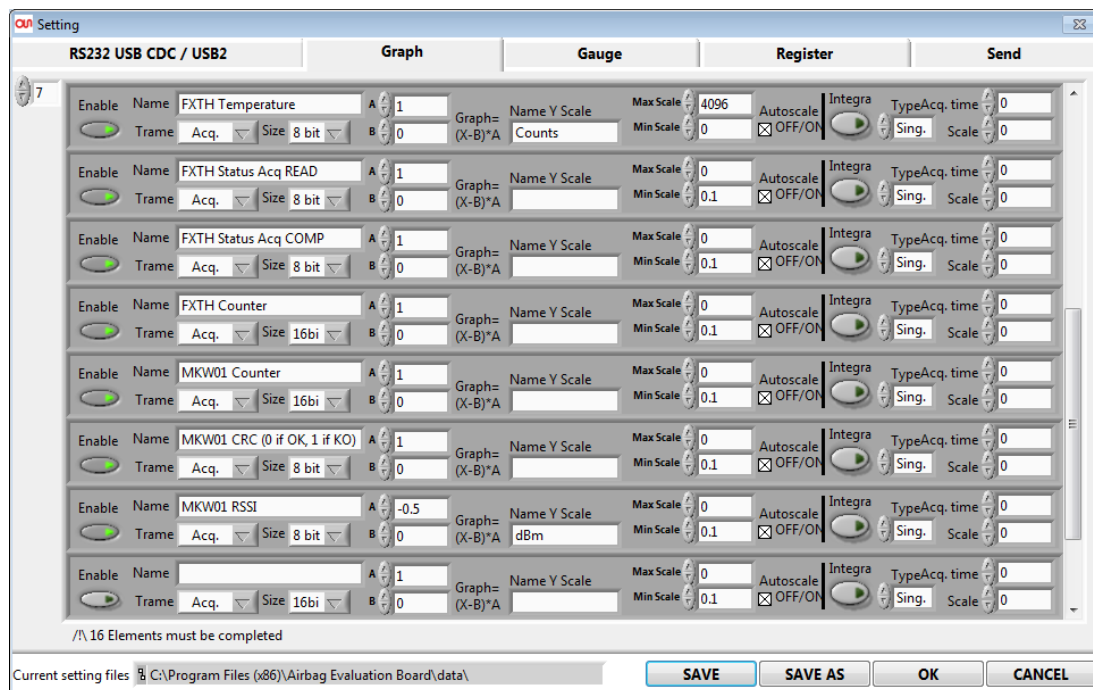 OLN Setting
RS232 USB CDC / USB2 Graph Gauge Register Send
7
Enable Name FXTH Temperature A 1 Graph= (X-B)*A Name Y Scale Counts Max Scale 4096 Autoscale OFF/ON Integra TypeAcq. time 0
Trame Acq. Size 8 bit B 0 Min Scale 0 Sing. Scale 0
Enable Name FXTH Status Acq READ A 1 Graph= (X-B)*A Name Y Scale Max Scale 0 Autoscale OFF/ON Integra TypeAcq. time 0
Trame Acq. Size 8 bit B 0 Min Scale 0.1 Sing. Scale 0
Enable Name FXTH Status Acq COMP A 1 Graph= (X-B)*A Name Y Scale Max Scale 0 Autoscale OFF/ON Integra TypeAcq. time 0
Trame Acq. Size 8 bit B 0 Min Scale 0.1 Sing. Scale 0
Enable Name FXTH Counter A 1 Graph= (X-B)*A Name Y Scale Max Scale 0 Autoscale OFF/ON Integra TypeAcq. time 0
Trame Acq. Size 16bi B 0 Min Scale 0.1 Sing. Scale 0
Enable Name MKW01 Counter A 1 Graph= (X-B)*A Name Y Scale Max Scale 0 Autoscale OFF/ON Integra TypeAcq. time 0
Trame Acq. Size 16bi B 0 Min Scale 0.1 Sing. Scale 0
Enable Name MKW01 CRC (0 if OK, 1 if KO) A 1 Graph= (X-B)*A Name Y Scale Max Scale 0 Autoscale OFF/ON Integra TypeAcq. time 0
Trame Acq. Size 8 bit B 0 Min Scale 0.1 Sing. Scale 0
Enable Name MKW01 RSSI A -0.5 Graph= (X-B)*A Name Y Scale dBm Max Scale 0 Autoscale OFF/ON Integra TypeAcq. time 0
Trame Acq. Size 8 bit B 0 Min Scale 0.1 Sing. Scale 0
Enable Name A 1 Graph= (X-B)*A Name Y Scale Max Scale 0 Autoscale OFF/ON Integra TypeAcq. time 0
Trame Acq. Size 16bi B 0 Min Scale 0.1 Sing. Scale 0
/!\ 16 Elements must be completed
Current setting files C:\Program Files (x86)\Airbag Evaluation Board\data\ SAVE SAVE AS OK CANCEL